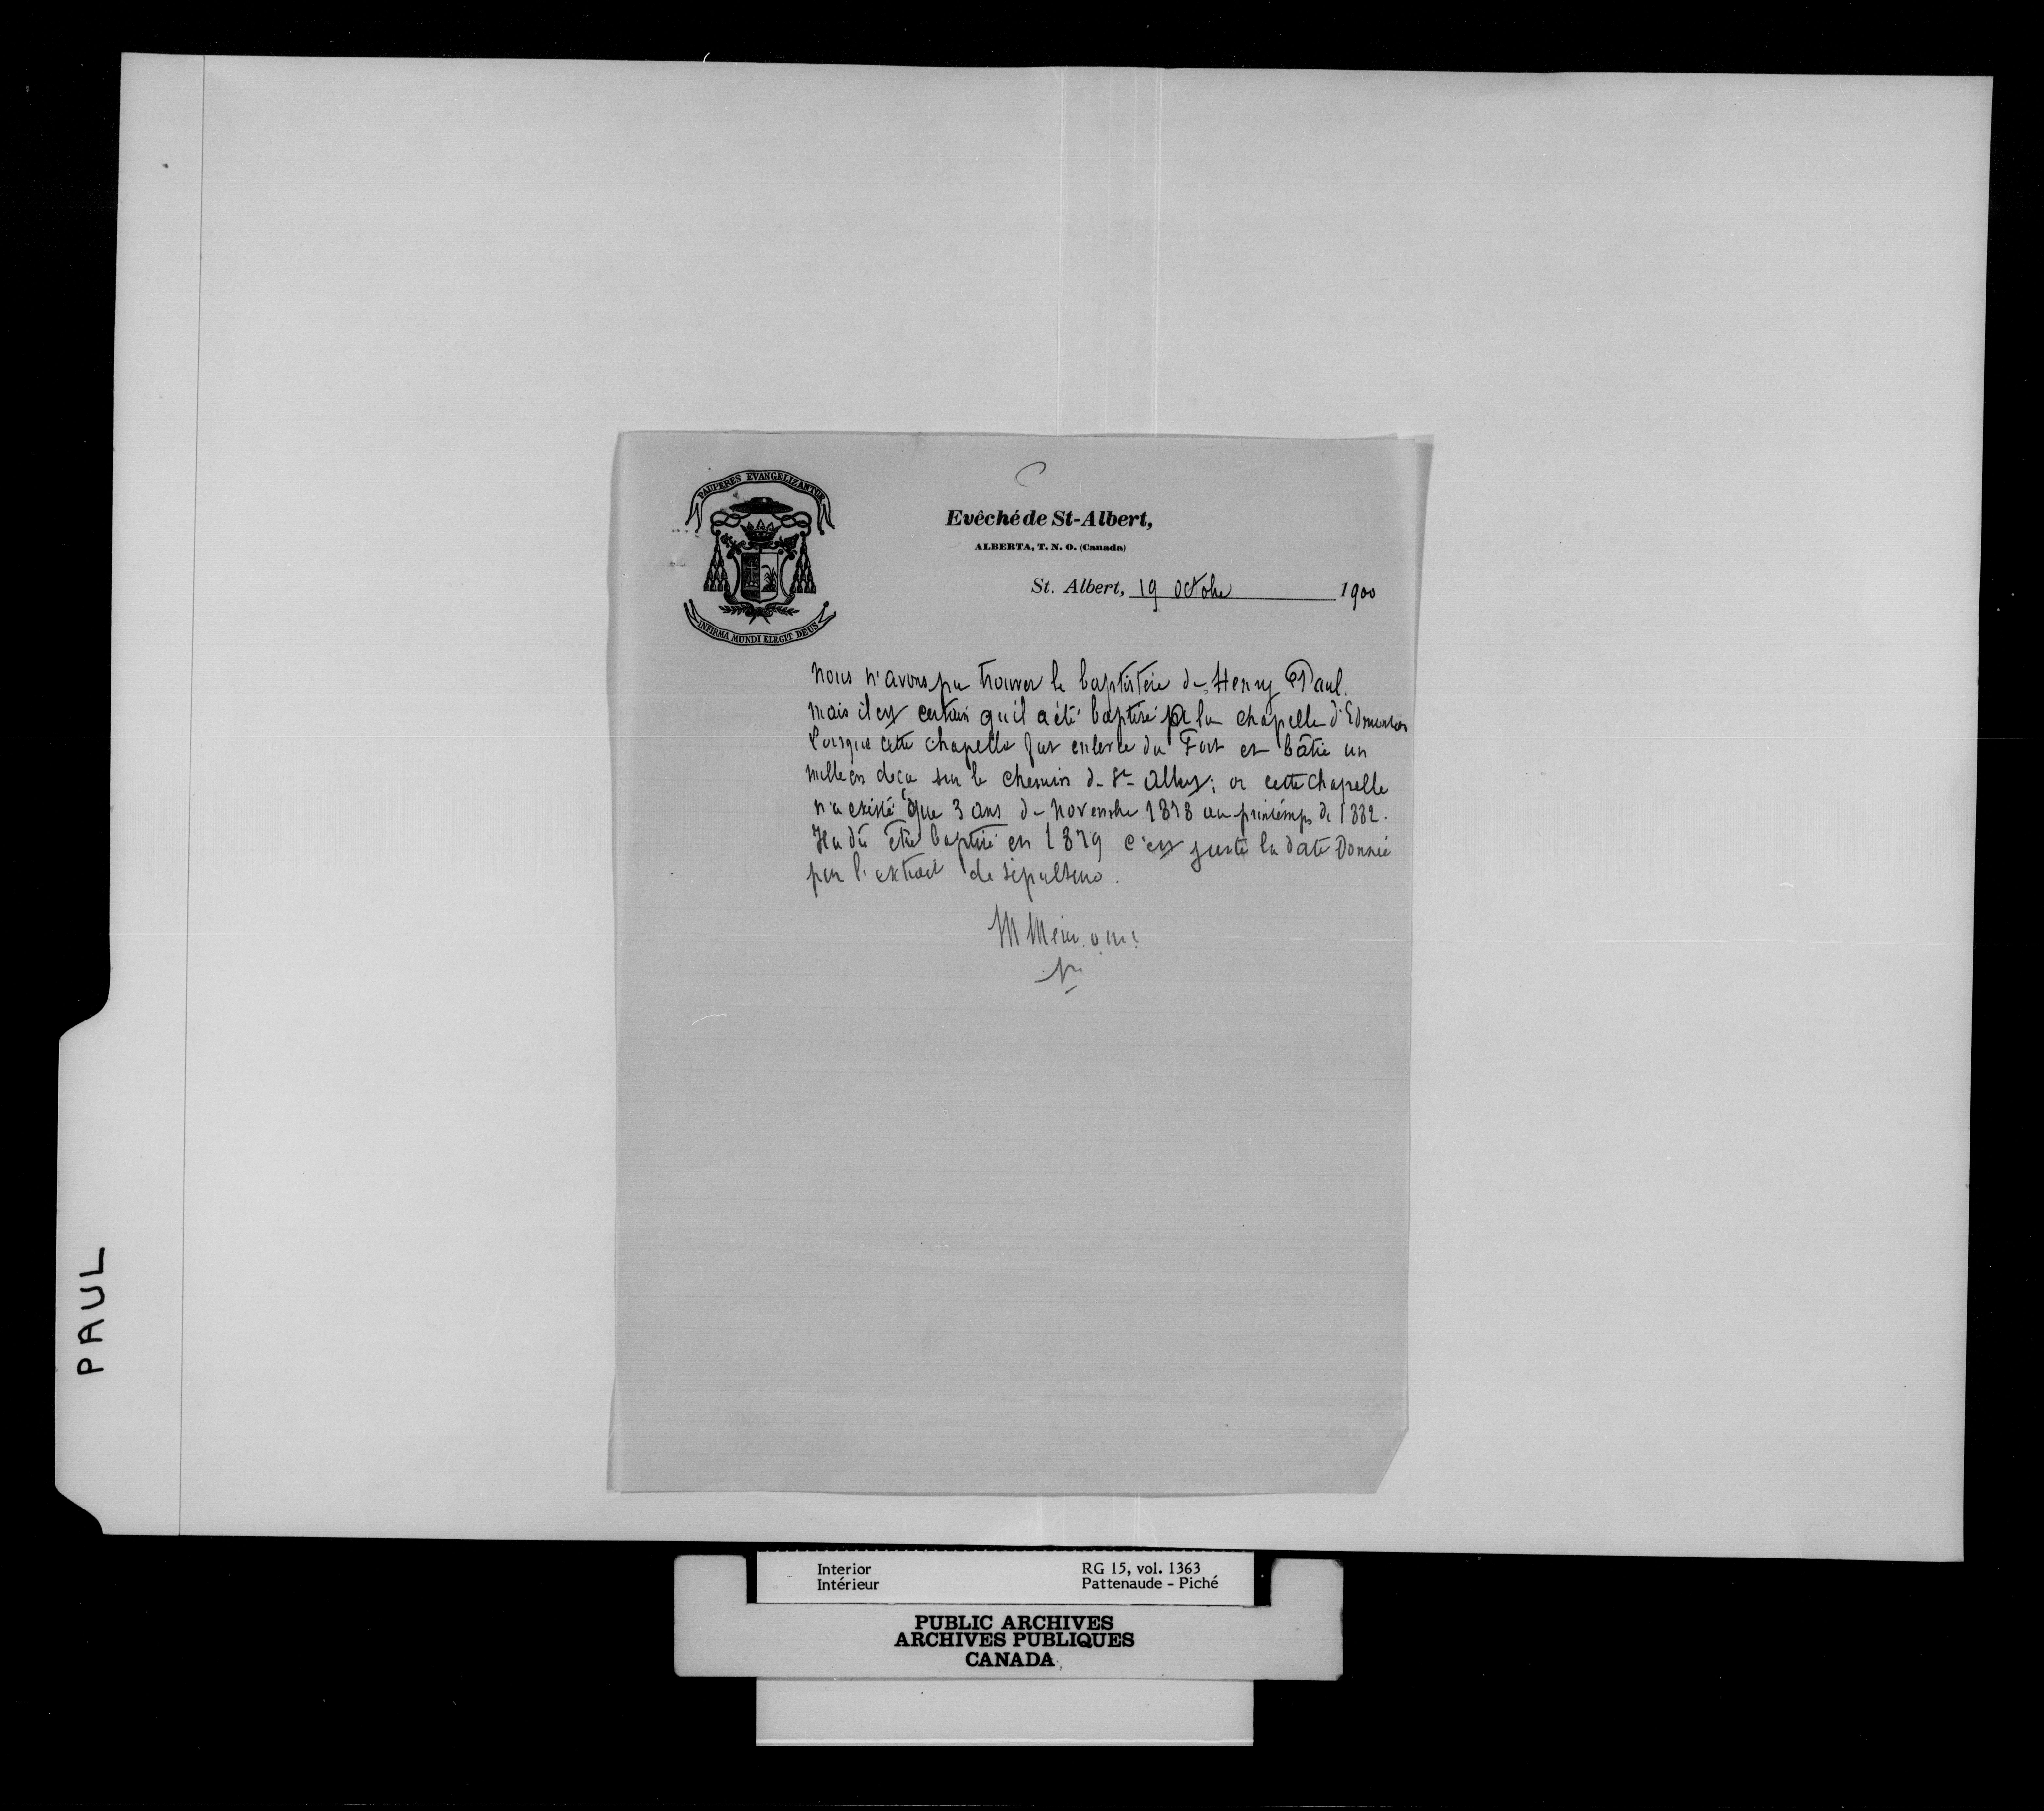 PAUPERES EVANGELIZANTUR
INFIRMA MUNDI ELEGIT DEUS
Evêché de St-Albert,
ALBERTA, T. N. O. (Canada)
St. Albert, 19 Octobre 1900
Nous n'avons pu trouver le baptistère de Henry Paul.
mais il est certain qu'il a été baptisé à la chapelle d'Edmonton
lorsque cette chapelle fut enlevée du Fort et bâtie un
mille en deça sur le chemin de St Albert; or cette chapelle
n'a existé que 3 ans de Novembre 1878 au printemps de 1882.
Il a dû être baptisé en 1879 c'est juste la date Donnée
par l'extrait de sépulture.
M o.m.i
PAUL
Interior RG 15, vol. 1363
Intérieur Pattenaude - Piché
PUBLIC ARCHIVES
ARCHIVES PUBLIQUES
CANADA